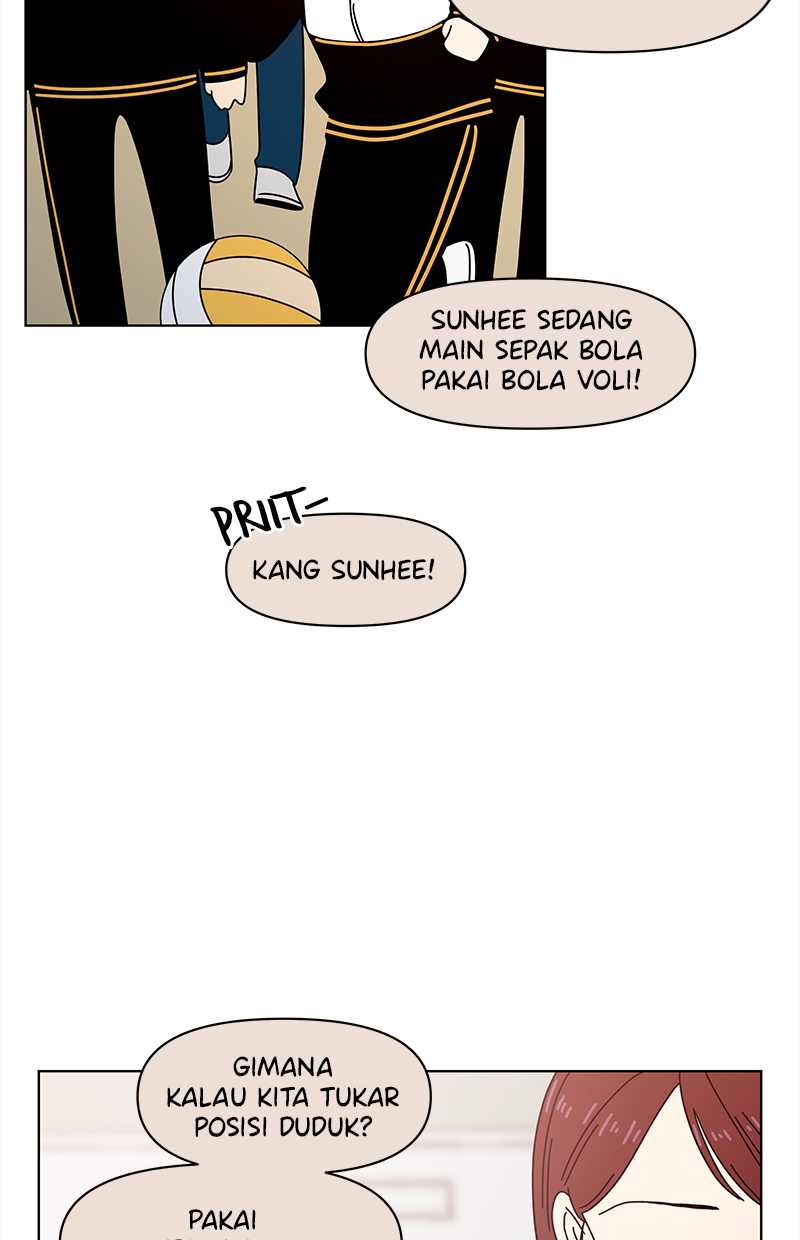 SUNHEE SEDANG
MAIN SEPAK BOLA
PAKAI BOLA VOLI!
PRIIT-
KANG SUNHEE!
GIMANA
KALAU KITA TUKAR
POSISI DUDUK?
PAKAI